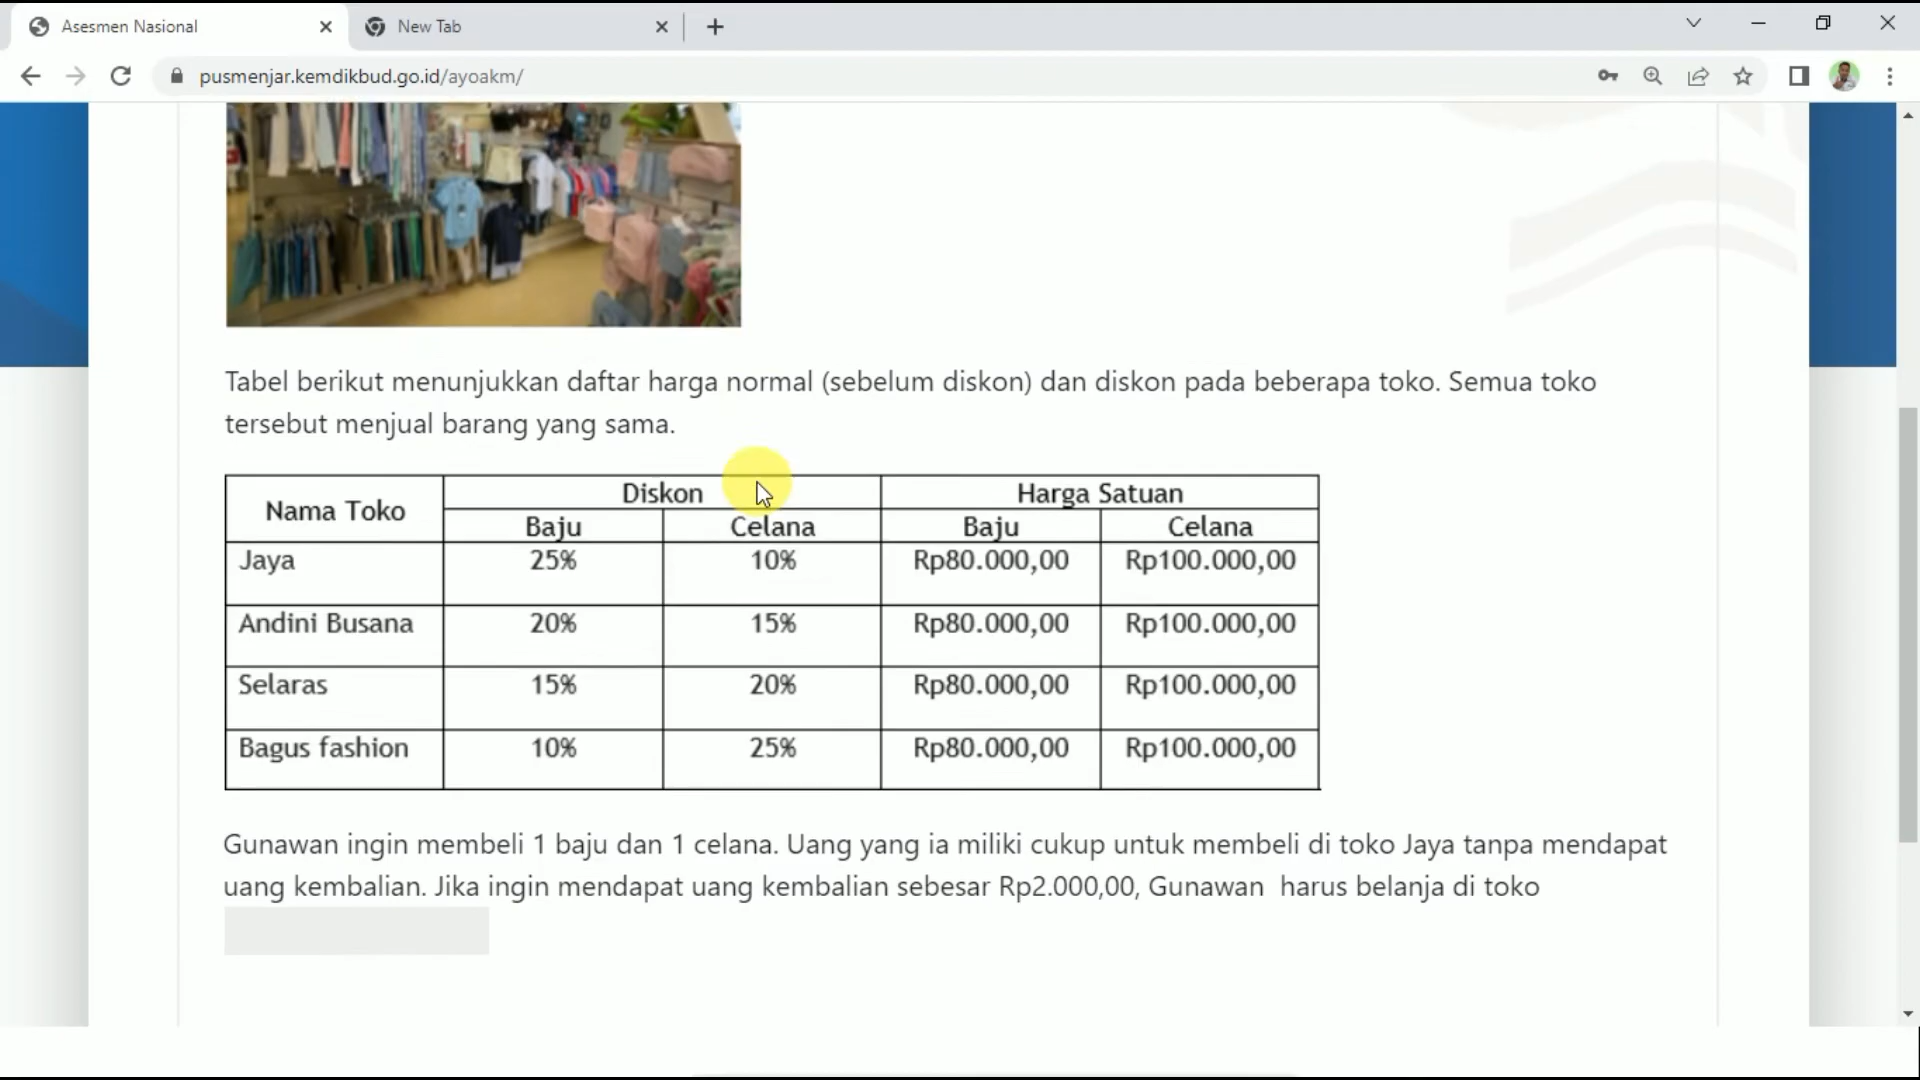 Asesmen Nasional
New Tab
pusmenjar.kemdikbud.go.id/ayoakm/
Tabel berikut menunjukkan daftar harga normal (sebelum diskon) dan diskon pada beberapa toko. Semua toko
tersebut menjual barang yang sama.
Nama Toko Diskon Harga Satuan
Baju Celana Baju Celana
Jaya 25% 10% Rp80.000,00 Rp100.000,00
Andini Busana 20% 15% Rp80.000,00 Rp100.000,00
Selaras 15% 20% Rp80.000,00 Rp100.000,00
Bagus fashion 10% 25% Rp80.000,00 Rp100.000,00
Gunawan ingin membeli 1 baju dan 1 celana. Uang yang ia miliki cukup untuk membeli di toko Jaya tanpa mendapat
uang kembalian. Jika ingin mendapat uang kembalian sebesar Rp2.000,00, Gunawan harus belanja di toko